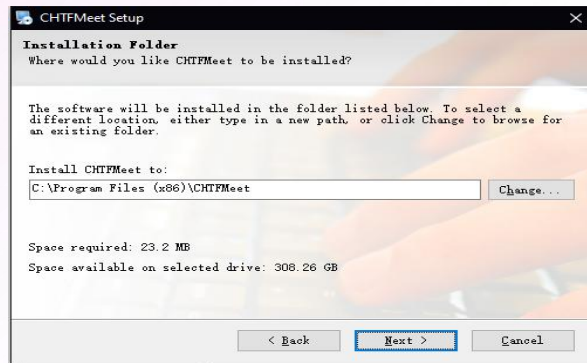 CHTFMeet Setup
Installation Folder
Where would you like CHTFMeet to be installed?
The software will be installed in the folder listed below. To select a
different location, either type in a new path, or click Change to browse for
an existing folder.
Install CHTFMeet to:
C:\Program Files (x86)\CHTFMeet
Change...
Space required: 23.2 MB
Space available on selected drive: 308.26 GB
< Back
Next >
Cancel